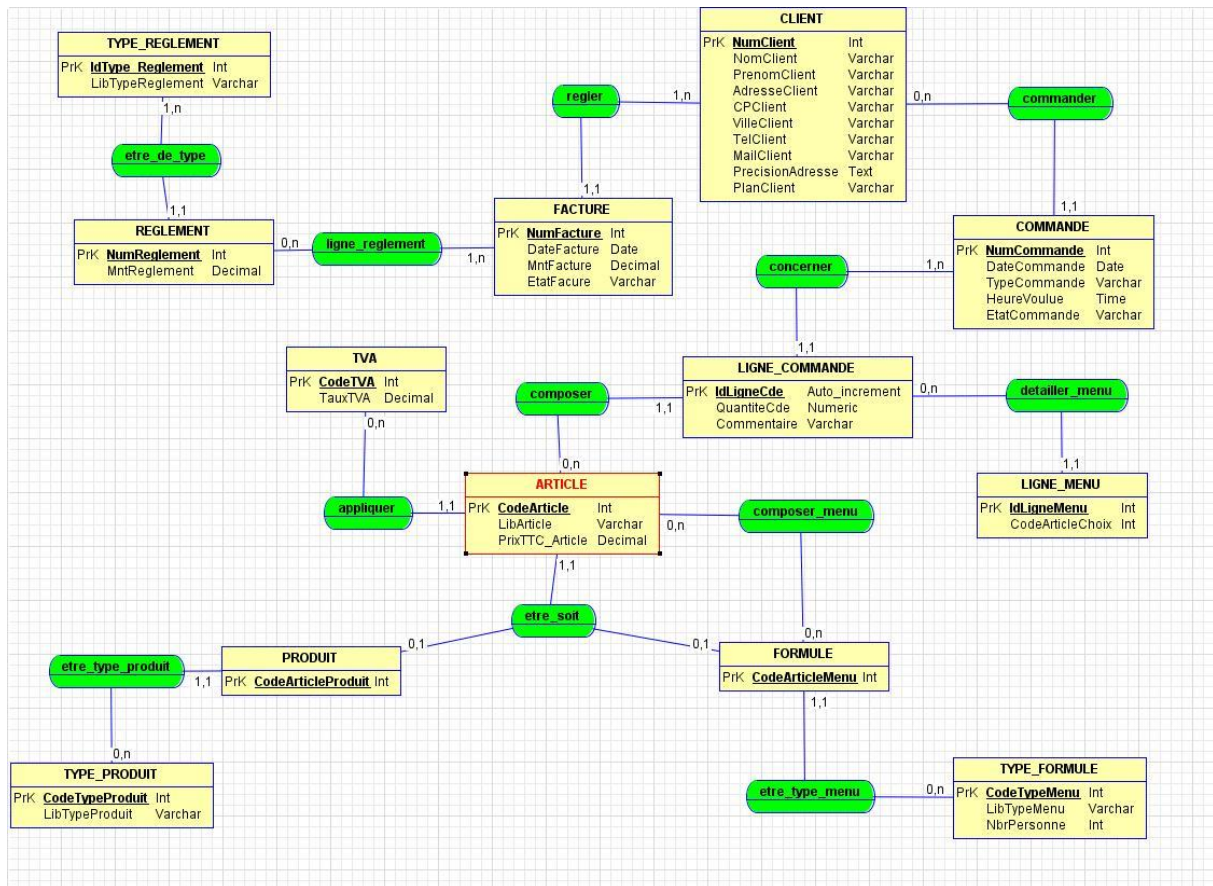 TYPE_REGLEMENT
PrK IdType_Reglement Int
LibTypeReglement Varchar
1,n
etre_de_type
1,1
REGLEMENT
PrK NumReglement Int
MntReglement Decimal
0,n
ligne_reglement
1,n
regler
1,n
1,1
FACTURE
PrK NumFacture Int
DateFacture Date
MntFacture Decimal
EtatFacure Varchar
CLIENT
PrK NumClient Int
NomClient Varchar
PrenomClient Varchar
AdresseClient Varchar
CPClient Varchar
VilleClient Varchar
TelClient Varchar
MailClient Varchar
PrecisionAdresse Text
PlanClient Varchar
0,n
commander
1,1
COMMANDE
PrK NumCommande Int
DateCommande Date
TypeCommande Varchar
HeureVoulue Time
EtatCommande Varchar
1,n
concerner
1,1
LIGNE_COMMANDE
PrK IdLigneCde Auto_increment
QuantiteCde Numeric
Commentaire Varchar
0,n
detailler_menu
1,1
LIGNE_MENU
PrK IdLigneMenu Int
CodeArticleChoix Int
TVA
PrK CodeTVA Int
TauxTVA Decimal
0,n
appliquer
1,1
composer
1,1
0,n
ARTICLE
PrK CodeArticle Int
LibArticle Varchar
PrixTTC_Article Decimal
0,n
composer_menu
0,n
1,1
etre_soit
0,1
0,1
PRODUIT
PrK CodeArticleProduit Int
1,1
etre_type_produit
0,n
TYPE_PRODUIT
PrK CodeTypeProduit Int
LibTypeProduit Varchar
FORMULE
PrK CodeArticleMenu Int
1,1
etre_type_menu
0,n
TYPE_FORMULE
PrK CodeTypeMenu Int
LibTypeMenu Varchar
NbrPersonne Int